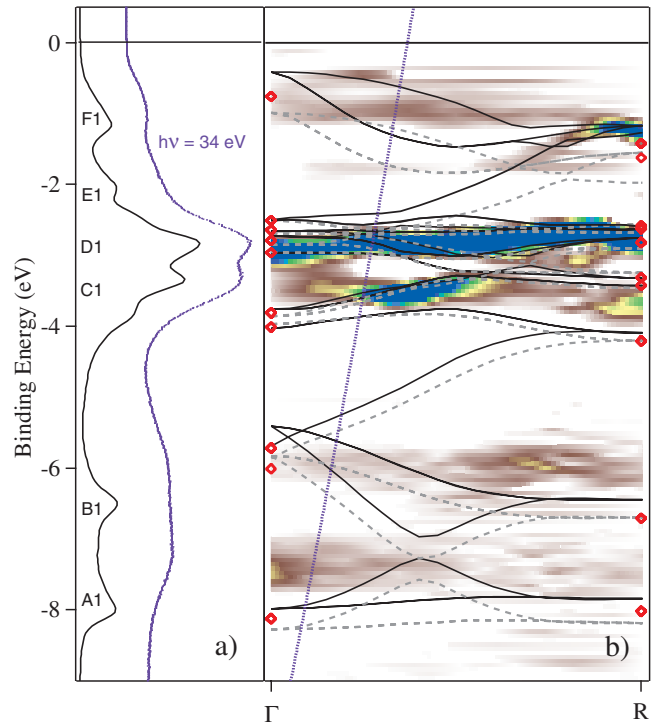 0
-2
-4
-6
-8
Binding Energy (eV)
F1
E1
D1
C1
B1
A1
hν = 34 eV
a)
b)
Γ
R